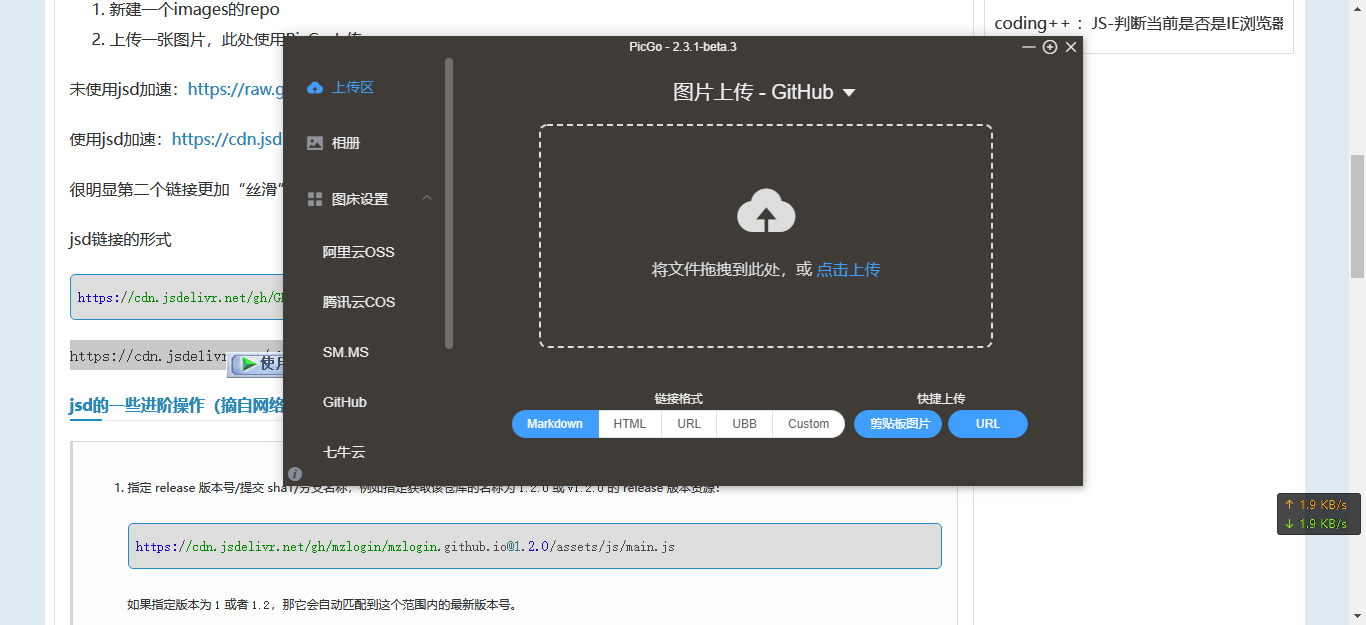 1. 新建一个images的repo
2. 上传一张图片，此处使用
未使用jsd加速：https://raw.g
使用jsd加速：https://cdn.jsd
很明显第二个链接更加“丝滑”
jsd链接的形式
https://cdn.jsdelivr.net/gh/G
https://cdn.jsdelivr
使用
jsd的一些进阶操作（摘自网络
1. 指定 release 版本号/提交 sha1/分支名称，例如指定获取该仓库的名称为 1.2.0 或 v1.2.0 的 release 版本资源：
https://cdn.jsdelivr.net/gh/mzlogin/mzlogin.github.io@1.2.0/assets/js/main.js
如果指定版本为 1 或者 1.2，那它会自动匹配到这个范围内的最新版本号。
PicGo - 2.3.1-beta.3
上传区
相册
图床设置
阿里云OSS
腾讯云COS
SM.MS
GitHub
七牛云
图片上传 - GitHub
将文件拖拽到此处，或 点击上传
链接格式
Markdown
HTML
URL
UBB
Custom
快捷上传
剪贴板图片
URL
coding++ ：JS-判断当前是否是IE浏览器
↑ 1.9 KB/s
↓ 1.9 KB/s